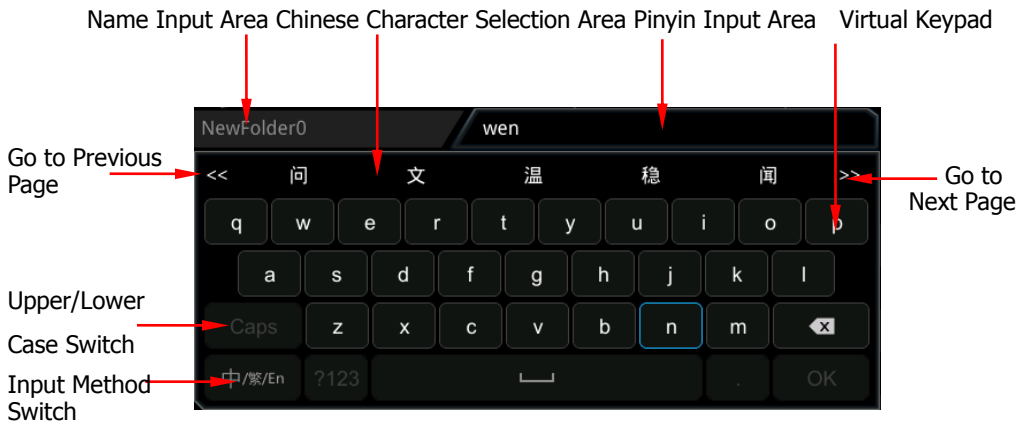 Name Input Area Chinese Character Selection Area Pinyin Input Area Virtual Keypad
NewFolder0 wen
Go to Previous
Page
<< 问 文 温 稳 闻 >>
Go to
Next Page
q w e r t y u i o p
a s d f g h j k l
Upper/Lower
Case Switch
Caps z x c v b n m x
Input Method
Switch
中/繁/En ?123 . OK